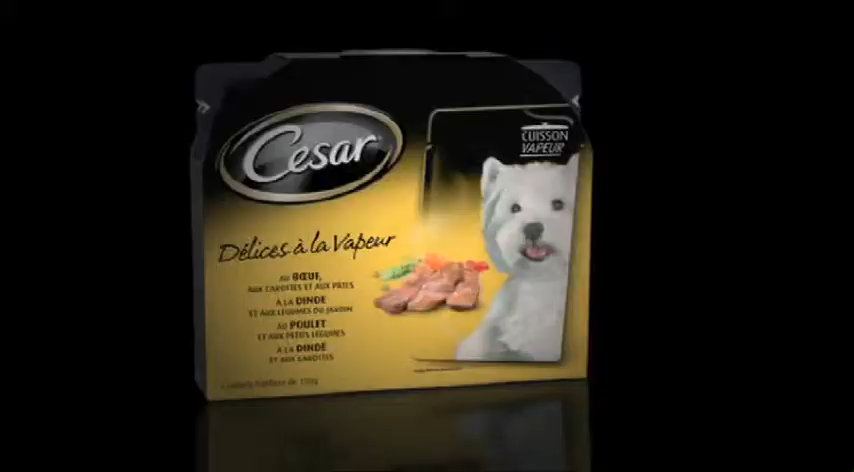 Cesar
CUISSON
VAPEUR
Délices à la Vapeur
AU BŒUF,
AUX CAROTTES ET AUX PÂTES
À LA DINDE
ET AUX LÉGUMES DU JARDIN
AU POULET
ET AUX PETITS LÉGUMES
À LA DINDE
ET AUX CAROTTES